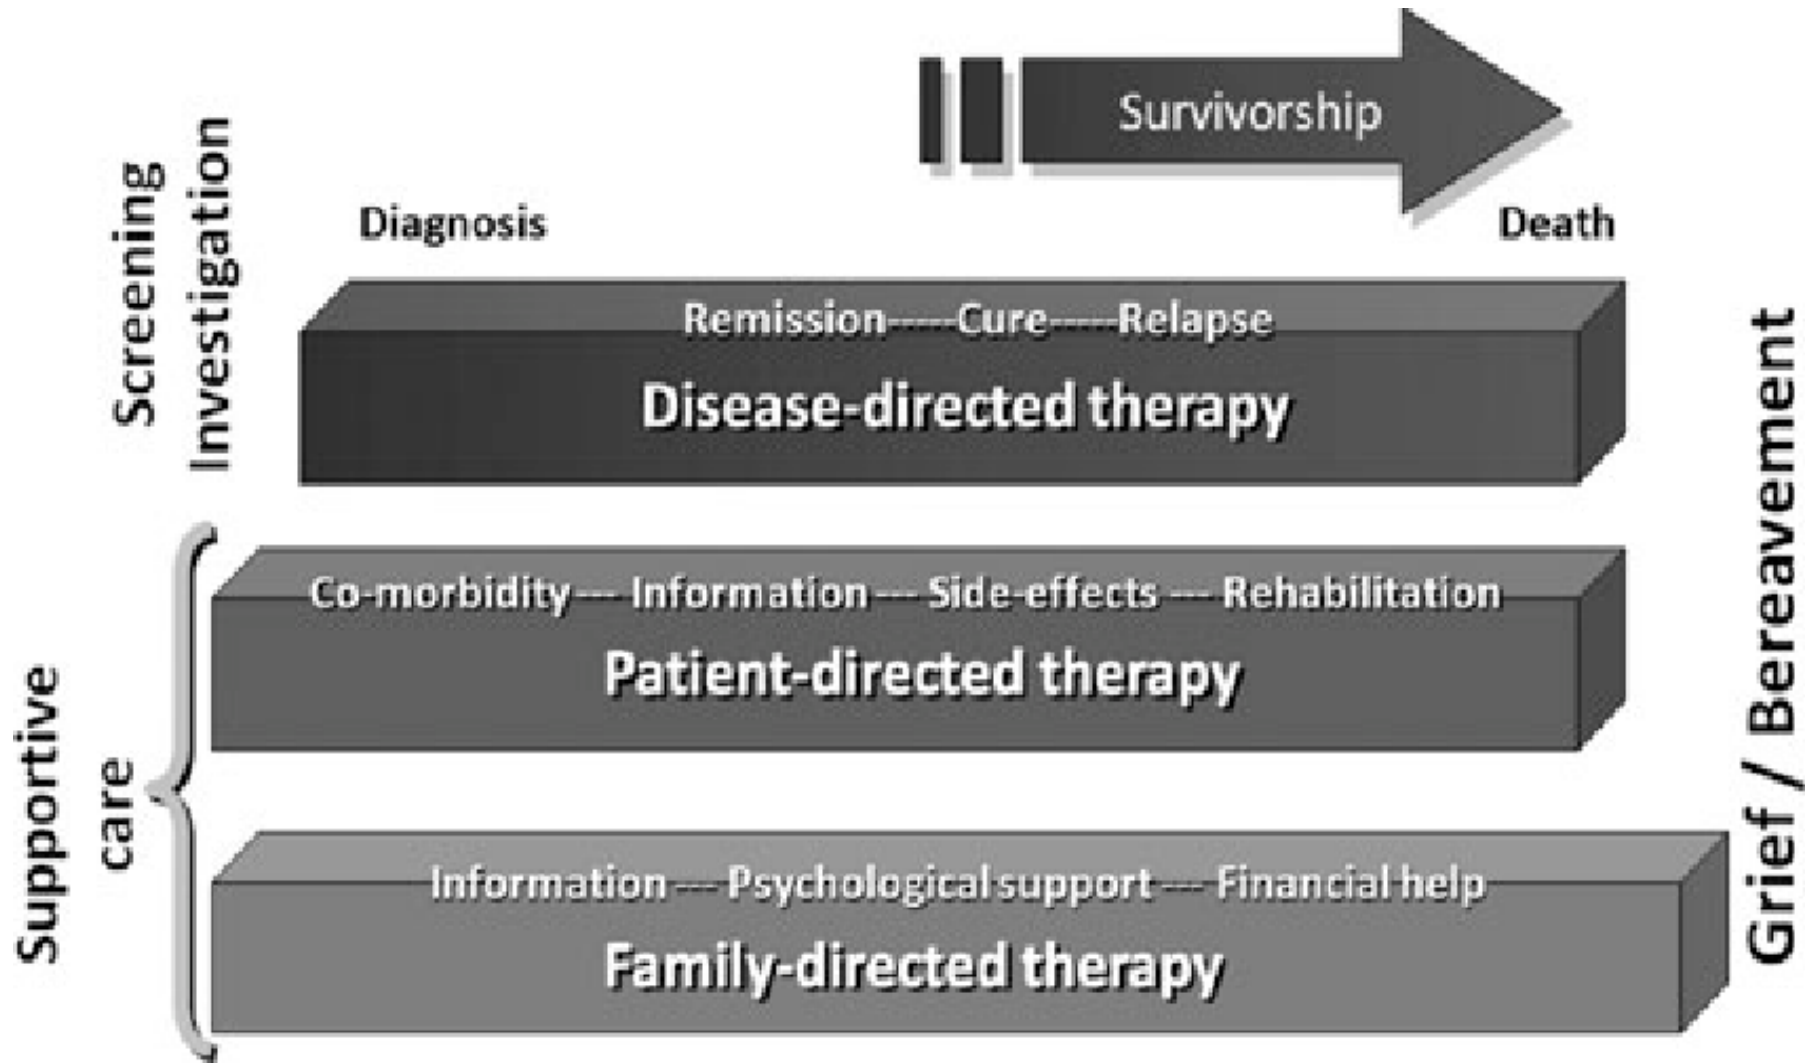 Survivorship
Screening
Investigation
Diagnosis
Death
Remission-----Cure-----Relapse
Disease-directed therapy
Supportive
care
Co-morbidity--- Information--- Side-effects --- Rehabilitation
Patient-directed therapy
Information --- Psychological support --- Financial help
Family-directed therapy
Grief / Bereavement